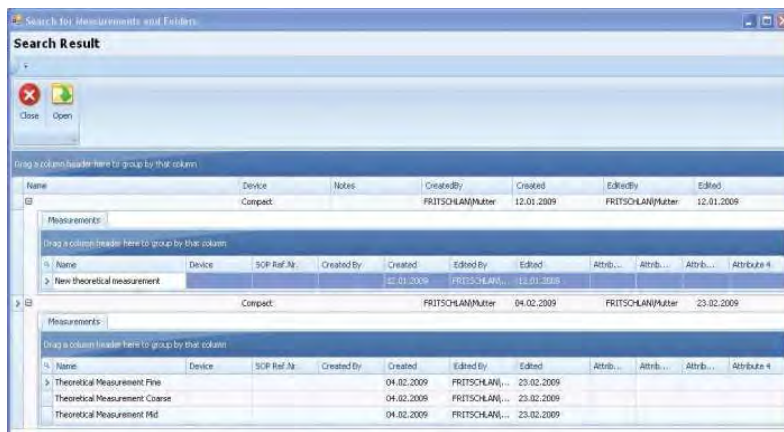 Search for Measurements and Folders
Search Result
Close Open
Drag a column header here to group by that column
Name Device Notes CreatedBy Created EditedBy Edited
Compact FRITSCHLAN\Mutter 12.01.2009 FRITSCHLAN\Mutter 12.01.2009
Measurements
Drag a column header here to group by that column
Name Device SOP Ref.Nr. Created By Created Edited By Edited Attrib... Attrib... Attrib... Attribute 4
New theoretical measurement 12.01.2009 FRITSCHLAN\... 12.01.2009
Compact FRITSCHLAN\Mutter 04.02.2009 FRITSCHLAN\Mutter 23.02.2009
Measurements
Drag a column header here to group by that column
Name Device SOP Ref.Nr. Created By Created Edited By Edited Attrib... Attrib... Attrib... Attribute 4
Theoretical Measurement Fine 04.02.2009 FRITSCHLAN\... 23.02.2009
Theoretical Measurement Coarse 04.02.2009 FRITSCHLAN\... 23.02.2009
Theoretical Measurement Mid 04.02.2009 FRITSCHLAN\... 23.02.2009